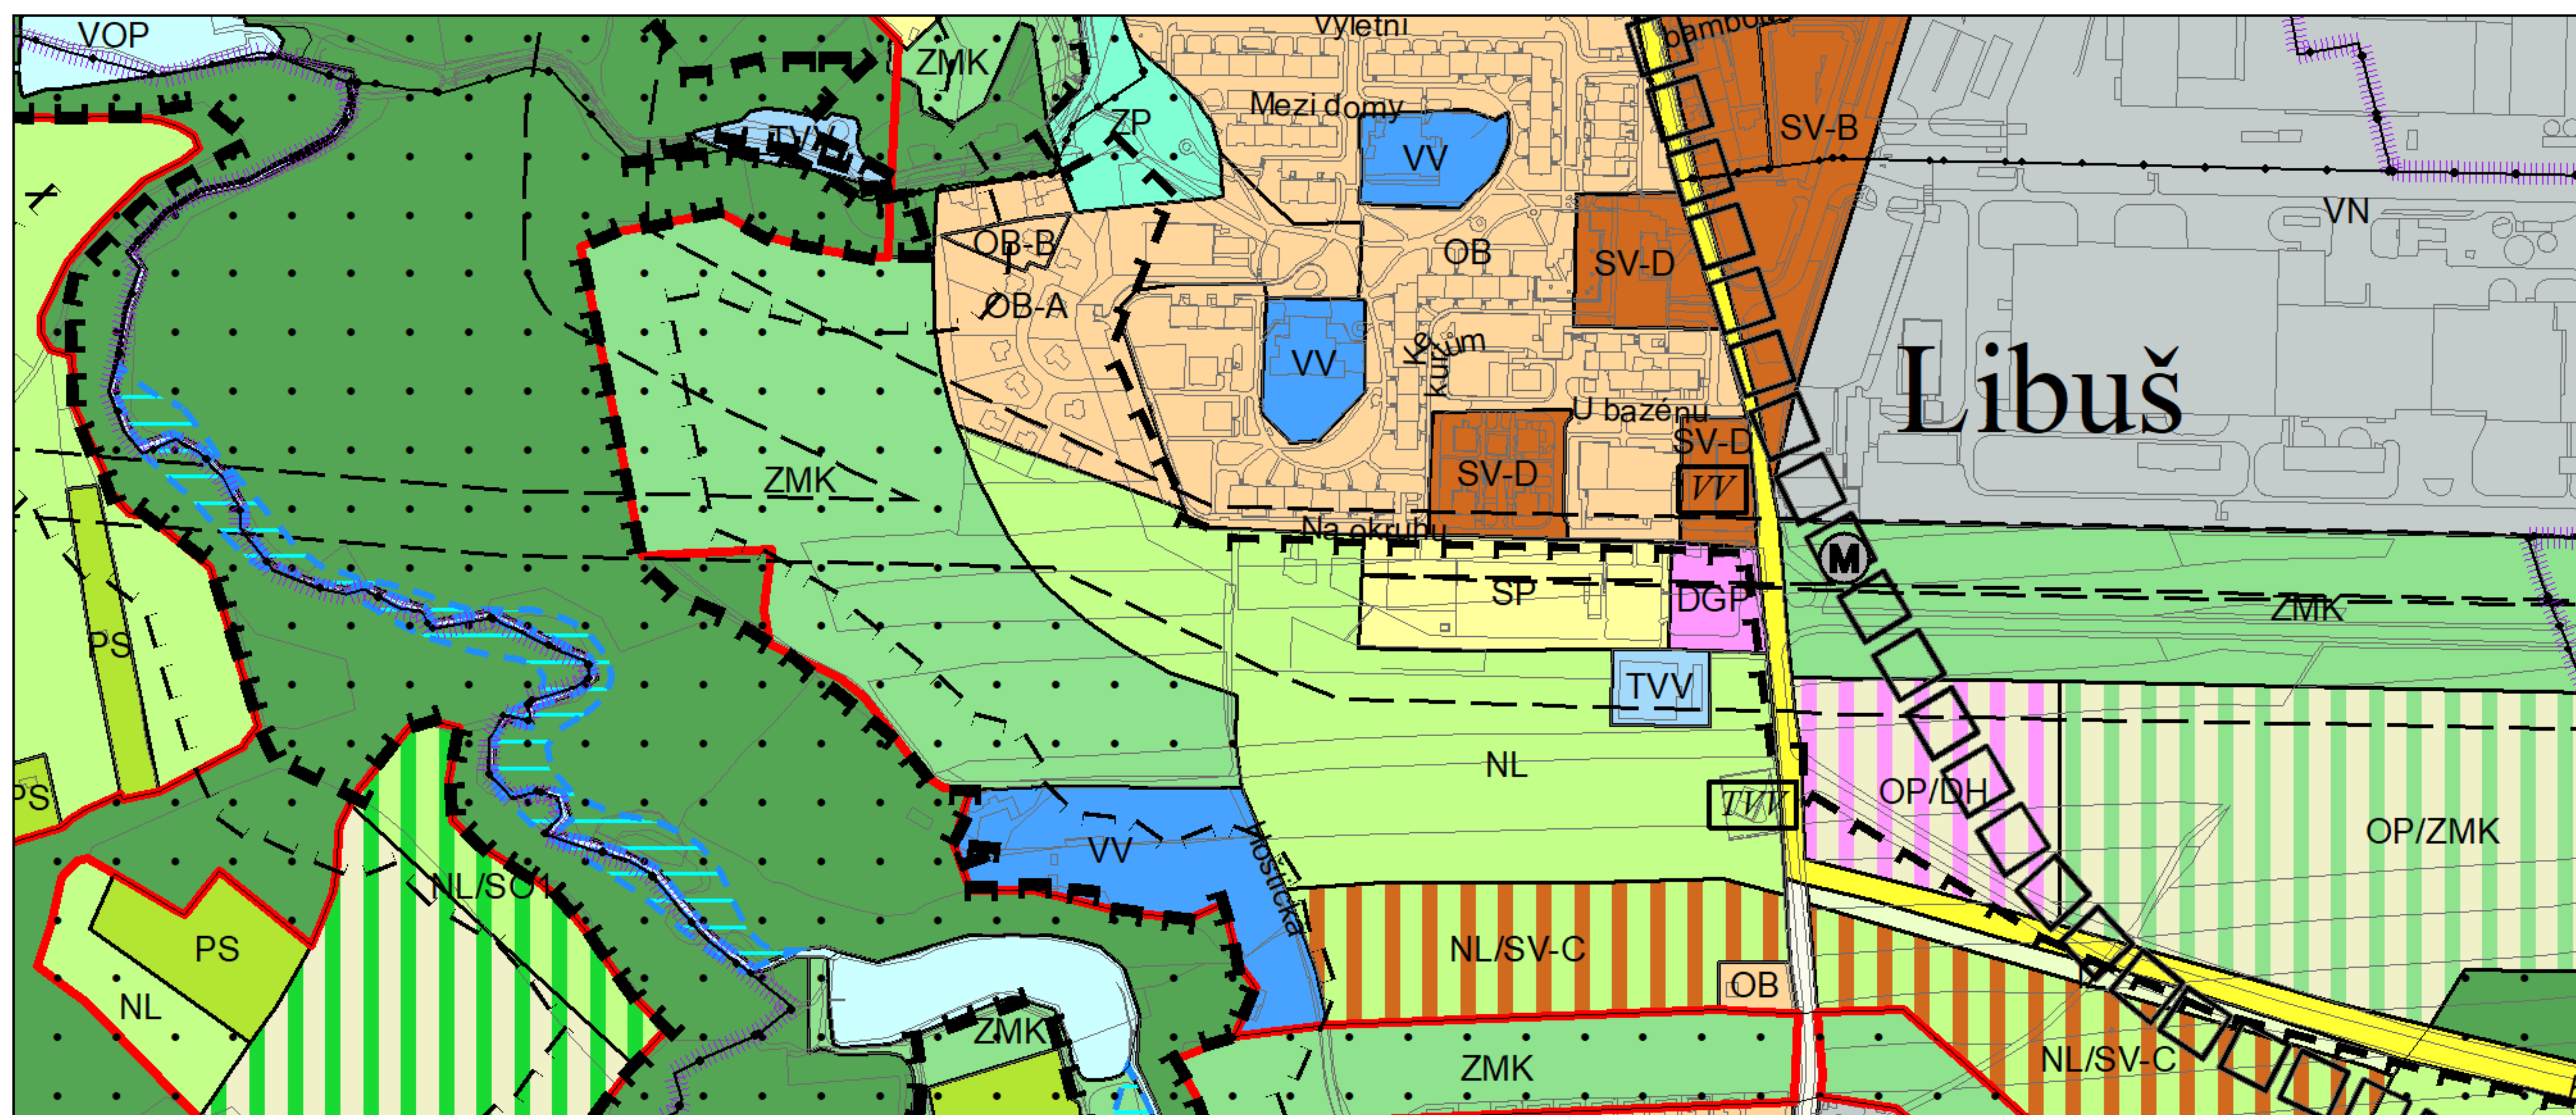 VOP
Výletní
ZMK
Mezi domy
ZP
SV-B
TVV
VV
VN
OB-B
OB
SV-D
OB-A
Libuš
VV
Ke
kurtům
U bazénu
SV-D
ZMK
SV-D
VV
Na okruhu
M
SP
DGP
ZMK
PS
TVV
NL
OP/DH
PS
TVV
OP/ZMK
VV
NL/SO1
PS
NL/SV-C
OB
NL
ZMK
ZMK
NL/SV-C